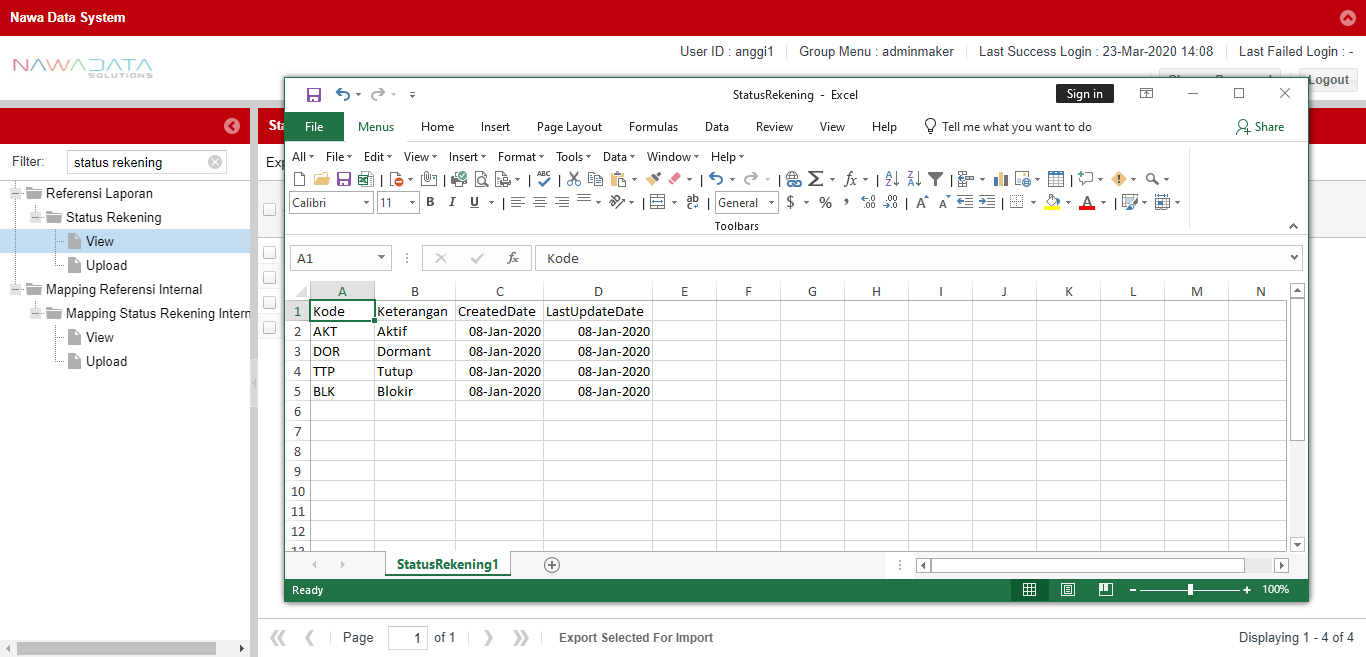 Nawa Data System
NAWADATA
SOLUTIONS
User ID : anggi1
Group Menu : adminmaker
Last Success Login : 23-Mar-2020 14:08
Last Failed Login : -
Logout
Filter:
status rekening
Referensi Laporan
Status Rekening
View
Upload
Mapping Referensi Internal
Mapping Status Rekening Intern
View
Upload
StatusRekening - Excel
Sign in
File Menus Home Insert Page Layout Formulas Data Review View Help Tell me what you want to do Share
All File Edit View Insert Format Tools Data Window Help
Calibri 11 B I U ab General $ % ,
Toolbars
A1 fx Kode
A B C D E F G H I J K L M N
1 Kode Keterangan CreatedDate LastUpdateDate
2 AKT Aktif 08-Jan-2020 08-Jan-2020
3 DOR Dormant 08-Jan-2020 08-Jan-2020
4 TTP Tutup 08-Jan-2020 08-Jan-2020
5 BLK Blokir 08-Jan-2020 08-Jan-2020
6
7
8
9
10
11
12
StatusRekening1
Ready
100%
Page 1 of 1
Export Selected For Import
Displaying 1 - 4 of 4